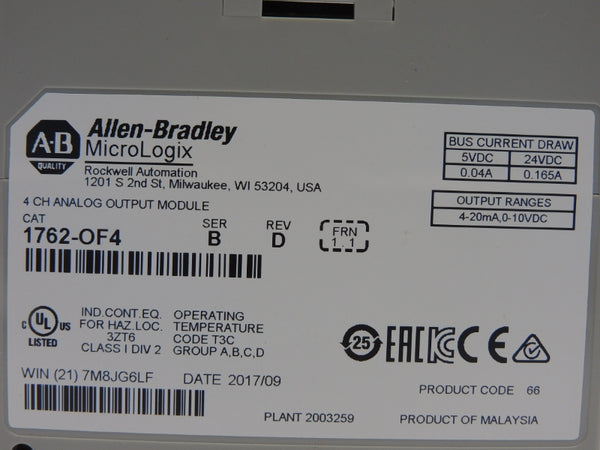 A-B
QUALITY
Allen-Bradley
MicroLogix
Rockwell Automation
1201 S 2nd St, Milwaukee, WI 53204, USA
4 CH ANALOG OUTPUT MODULE
CAT
1762-OF4
SER
B
REV
D
FRN
1.1
BUS CURRENT DRAW
5VDC 24VDC
0.04A 0.165A
OUTPUT RANGES
4-20mA,0-10VDC
C UL US
LISTED
IND.CONT.EQ.
FOR HAZ.LOC.
3ZT6
CLASS I DIV 2
OPERATING
TEMPERATURE
CODE T3C
GROUP A,B,C,D
25 EAC CE
WIN (21) 7M8JG6LF DATE 2017/09
PRODUCT CODE 66
PLANT 2003259 PRODUCT OF MALAYSIA